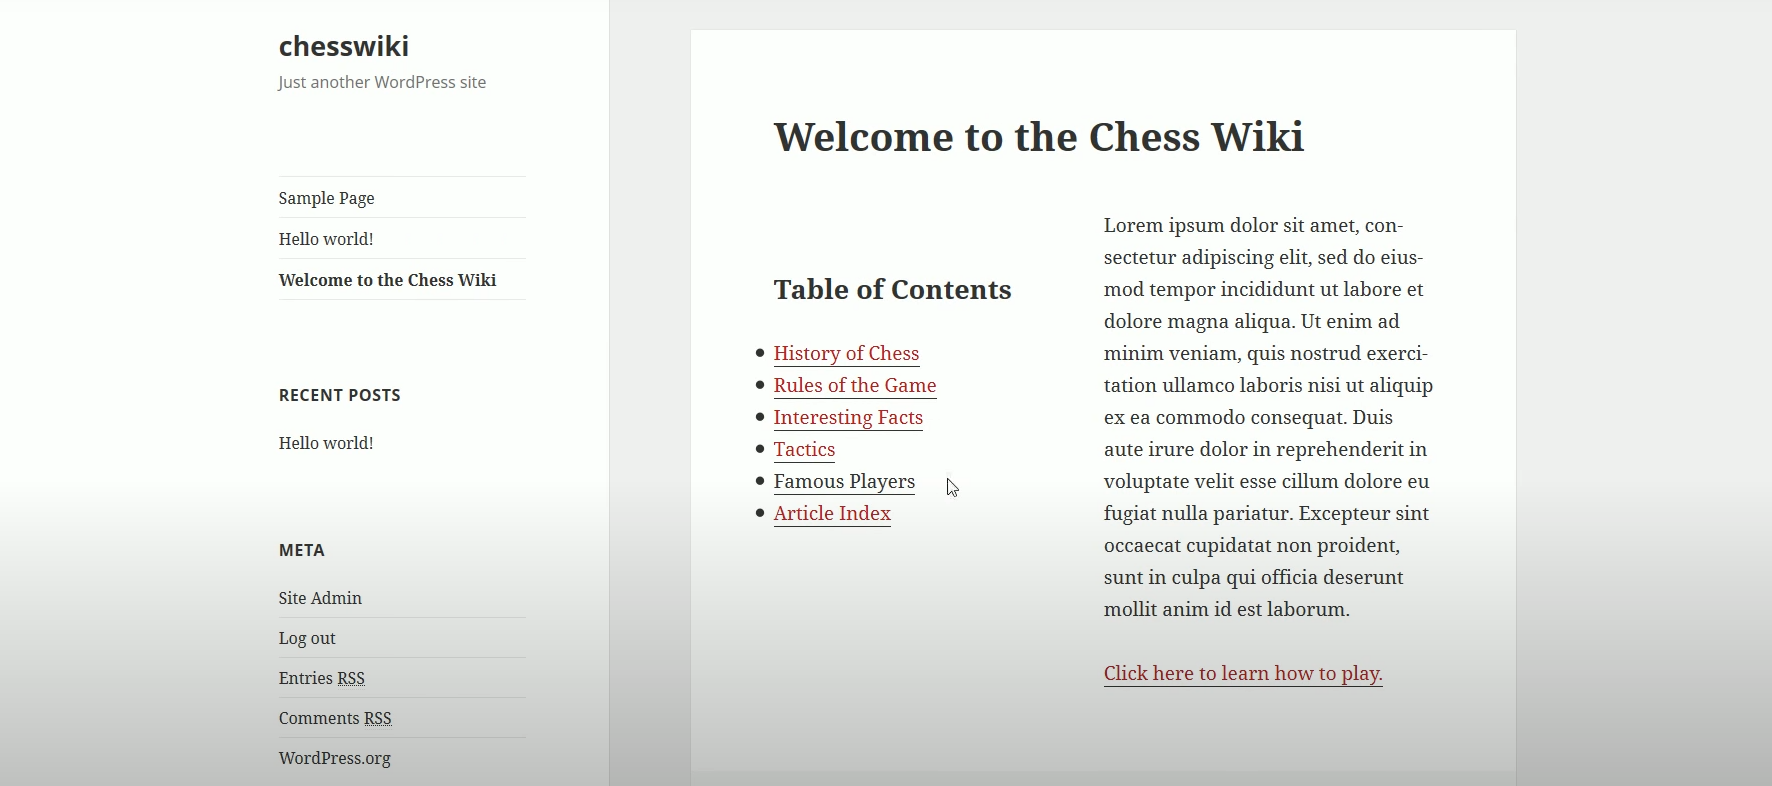 chesswiki
Just another WordPress site
Sample Page
Hello world!
Welcome to the Chess Wiki
RECENT POSTS
Hello world!
META
Site Admin
Log out
Entries RSS
Comments RSS
WordPress.org
Welcome to the Chess Wiki
Table of Contents
History of Chess
Rules of the Game
Interesting Facts
Tactics
Famous Players
Article Index
Lorem ipsum dolor sit amet, con-
sectetur adipiscing elit, sed do eius-
mod tempor incididunt ut labore et
dolore magna aliqua. Ut enim ad
minim veniam, quis nostrud exerci-
tation ullamco laboris nisi ut aliquip
ex ea commodo consequat. Duis
aute irure dolor in reprehenderit in
voluptate velit esse cillum dolore eu
fugiat nulla pariatur. Excepteur sint
occaecat cupidatat non proident,
sunt in culpa qui officia deserunt
mollit anim id est laborum.
Click here to learn how to play.